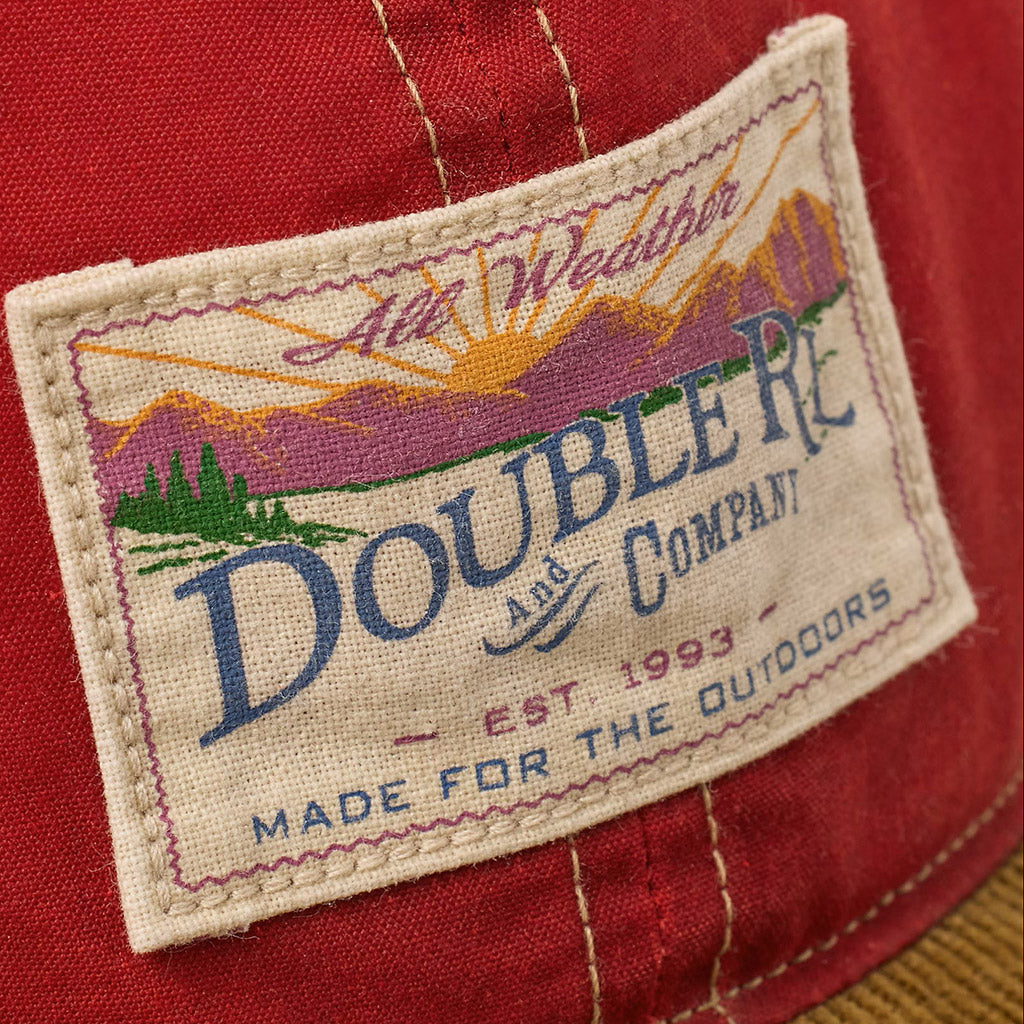 All Weather
DOUBLE RL
And COMPANY
- EST. 1993 -
MADE FOR THE OUTDOORS